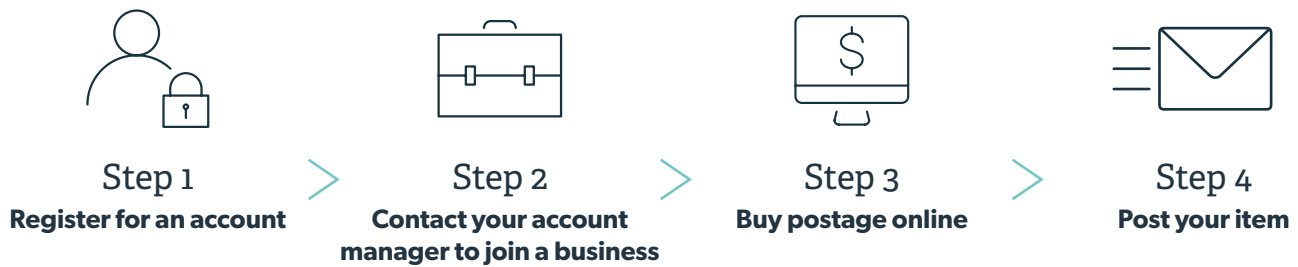 $
Step 1
Register for an account
Step 2
Contact your account
manager to join a business
Step 3
Buy postage online
Step 4
Post your item